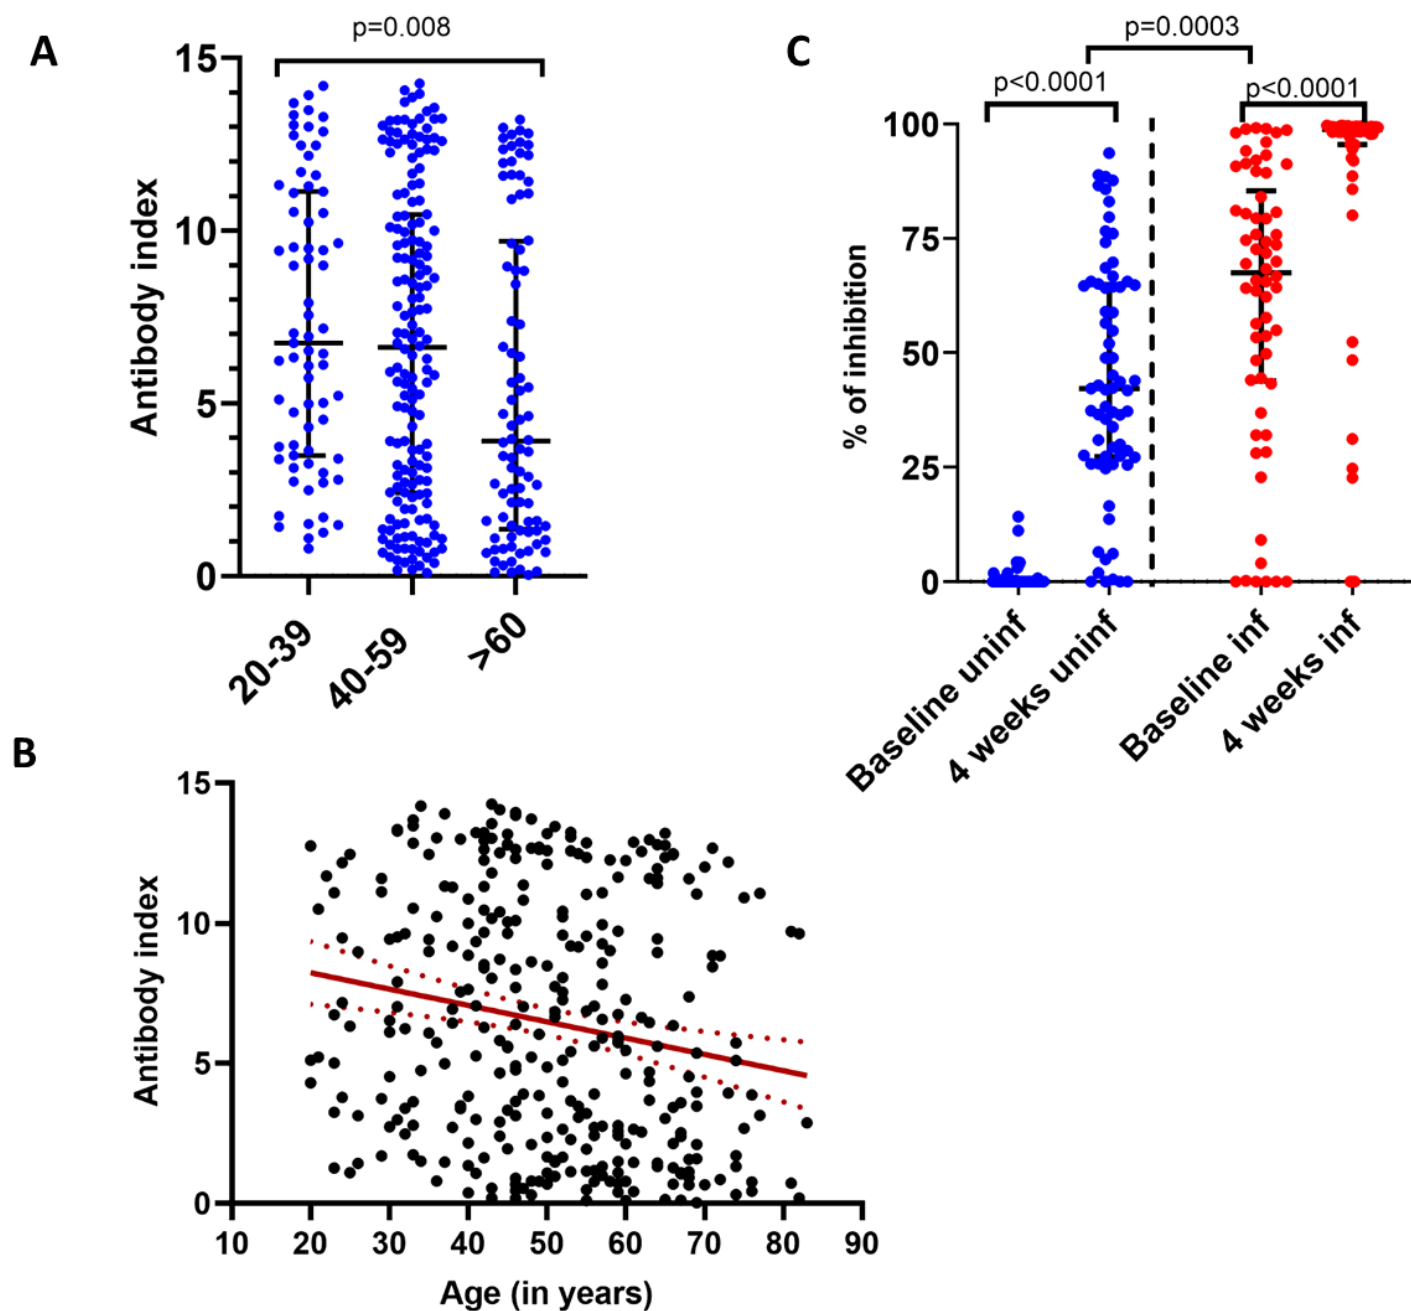 A
p=0.008
Antibody index
15
10
5
0
20-39
40-59
>60
C
p=0.0003
p<0.0001
p<0.0001
% of inhibition
100
75
50
25
0
Baseline uninf
4 weeks uninf
Baseline inf
4 weeks inf
B
Antibody index
15
10
5
0
10 20 30 40 50 60 70 80 90
Age (in years)